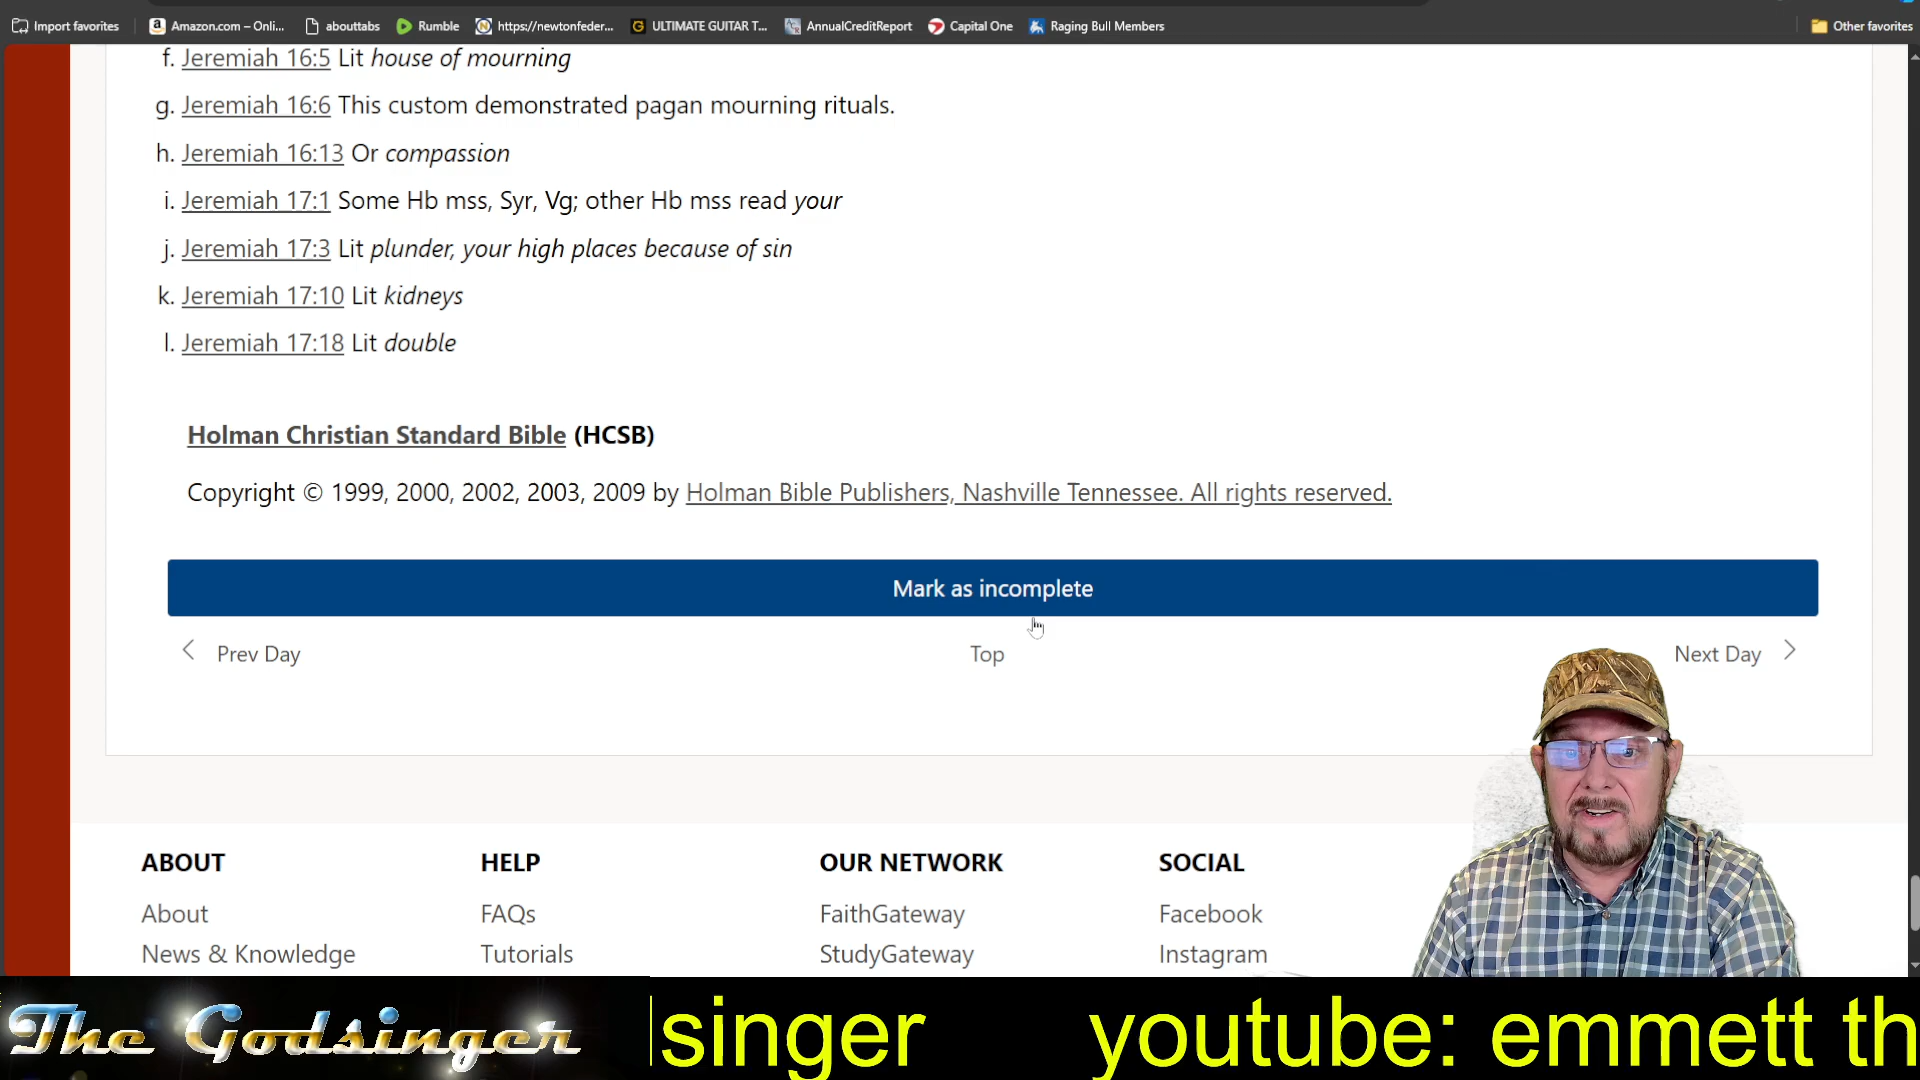 Import favorites
Amazon.com – Onli...
abouttabs
Rumble
https://newtonfeder...
ULTIMATE GUITAR T...
AnnualCreditReport
Capital One
Raging Bull Members
Other favorites
f. Jeremiah 16:5 Lit house of mourning
g. Jeremiah 16:6 This custom demonstrated pagan mourning rituals.
h. Jeremiah 16:13 Or compassion
i. Jeremiah 17:1 Some Hb mss, Syr, Vg; other Hb mss read your
j. Jeremiah 17:3 Lit plunder, your high places because of sin
k. Jeremiah 17:10 Lit kidneys
l. Jeremiah 17:18 Lit double
Holman Christian Standard Bible (HCSB)
Copyright © 1999, 2000, 2002, 2003, 2009 by Holman Bible Publishers, Nashville Tennessee. All rights reserved.
Mark as incomplete
Prev Day
Top
Next Day
ABOUT
About
News & Knowledge
HELP
FAQs
Tutorials
OUR NETWORK
FaithGateway
StudyGateway
SOCIAL
Facebook
Instagram
The Godsinger
singer youtube: emmett th